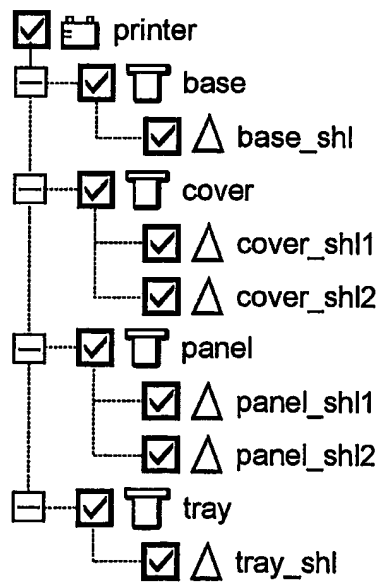 printer
base
base_shl
cover
cover_shl1
cover_shl2
panel
panel_shl1
panel_shl2
tray
tray_shl